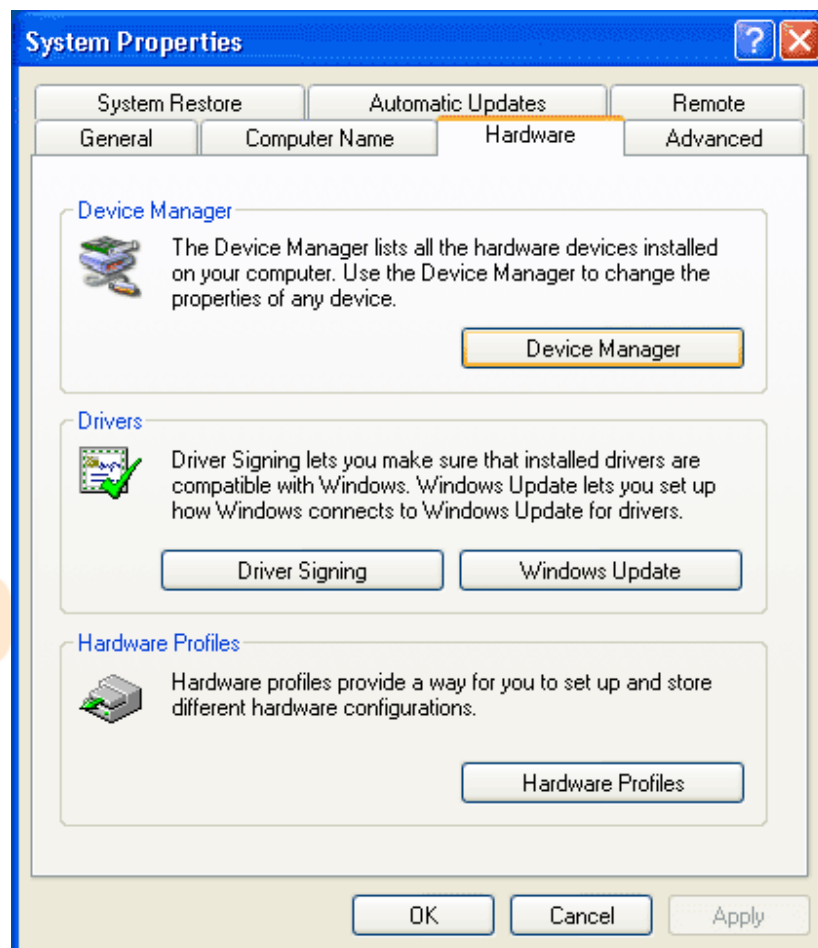 System Properties
System Restore
Automatic Updates
Remote
General
Computer Name
Hardware
Advanced
Device Manager
The Device Manager lists all the hardware devices installed
on your computer. Use the Device Manager to change the
properties of any device.
Device Manager
Drivers
Driver Signing lets you make sure that installed drivers are
compatible with Windows. Windows Update lets you set up
how Windows connects to Windows Update for drivers.
Driver Signing
Windows Update
Hardware Profiles
Hardware profiles provide a way for you to set up and store
different hardware configurations.
Hardware Profiles
OK
Cancel
Apply